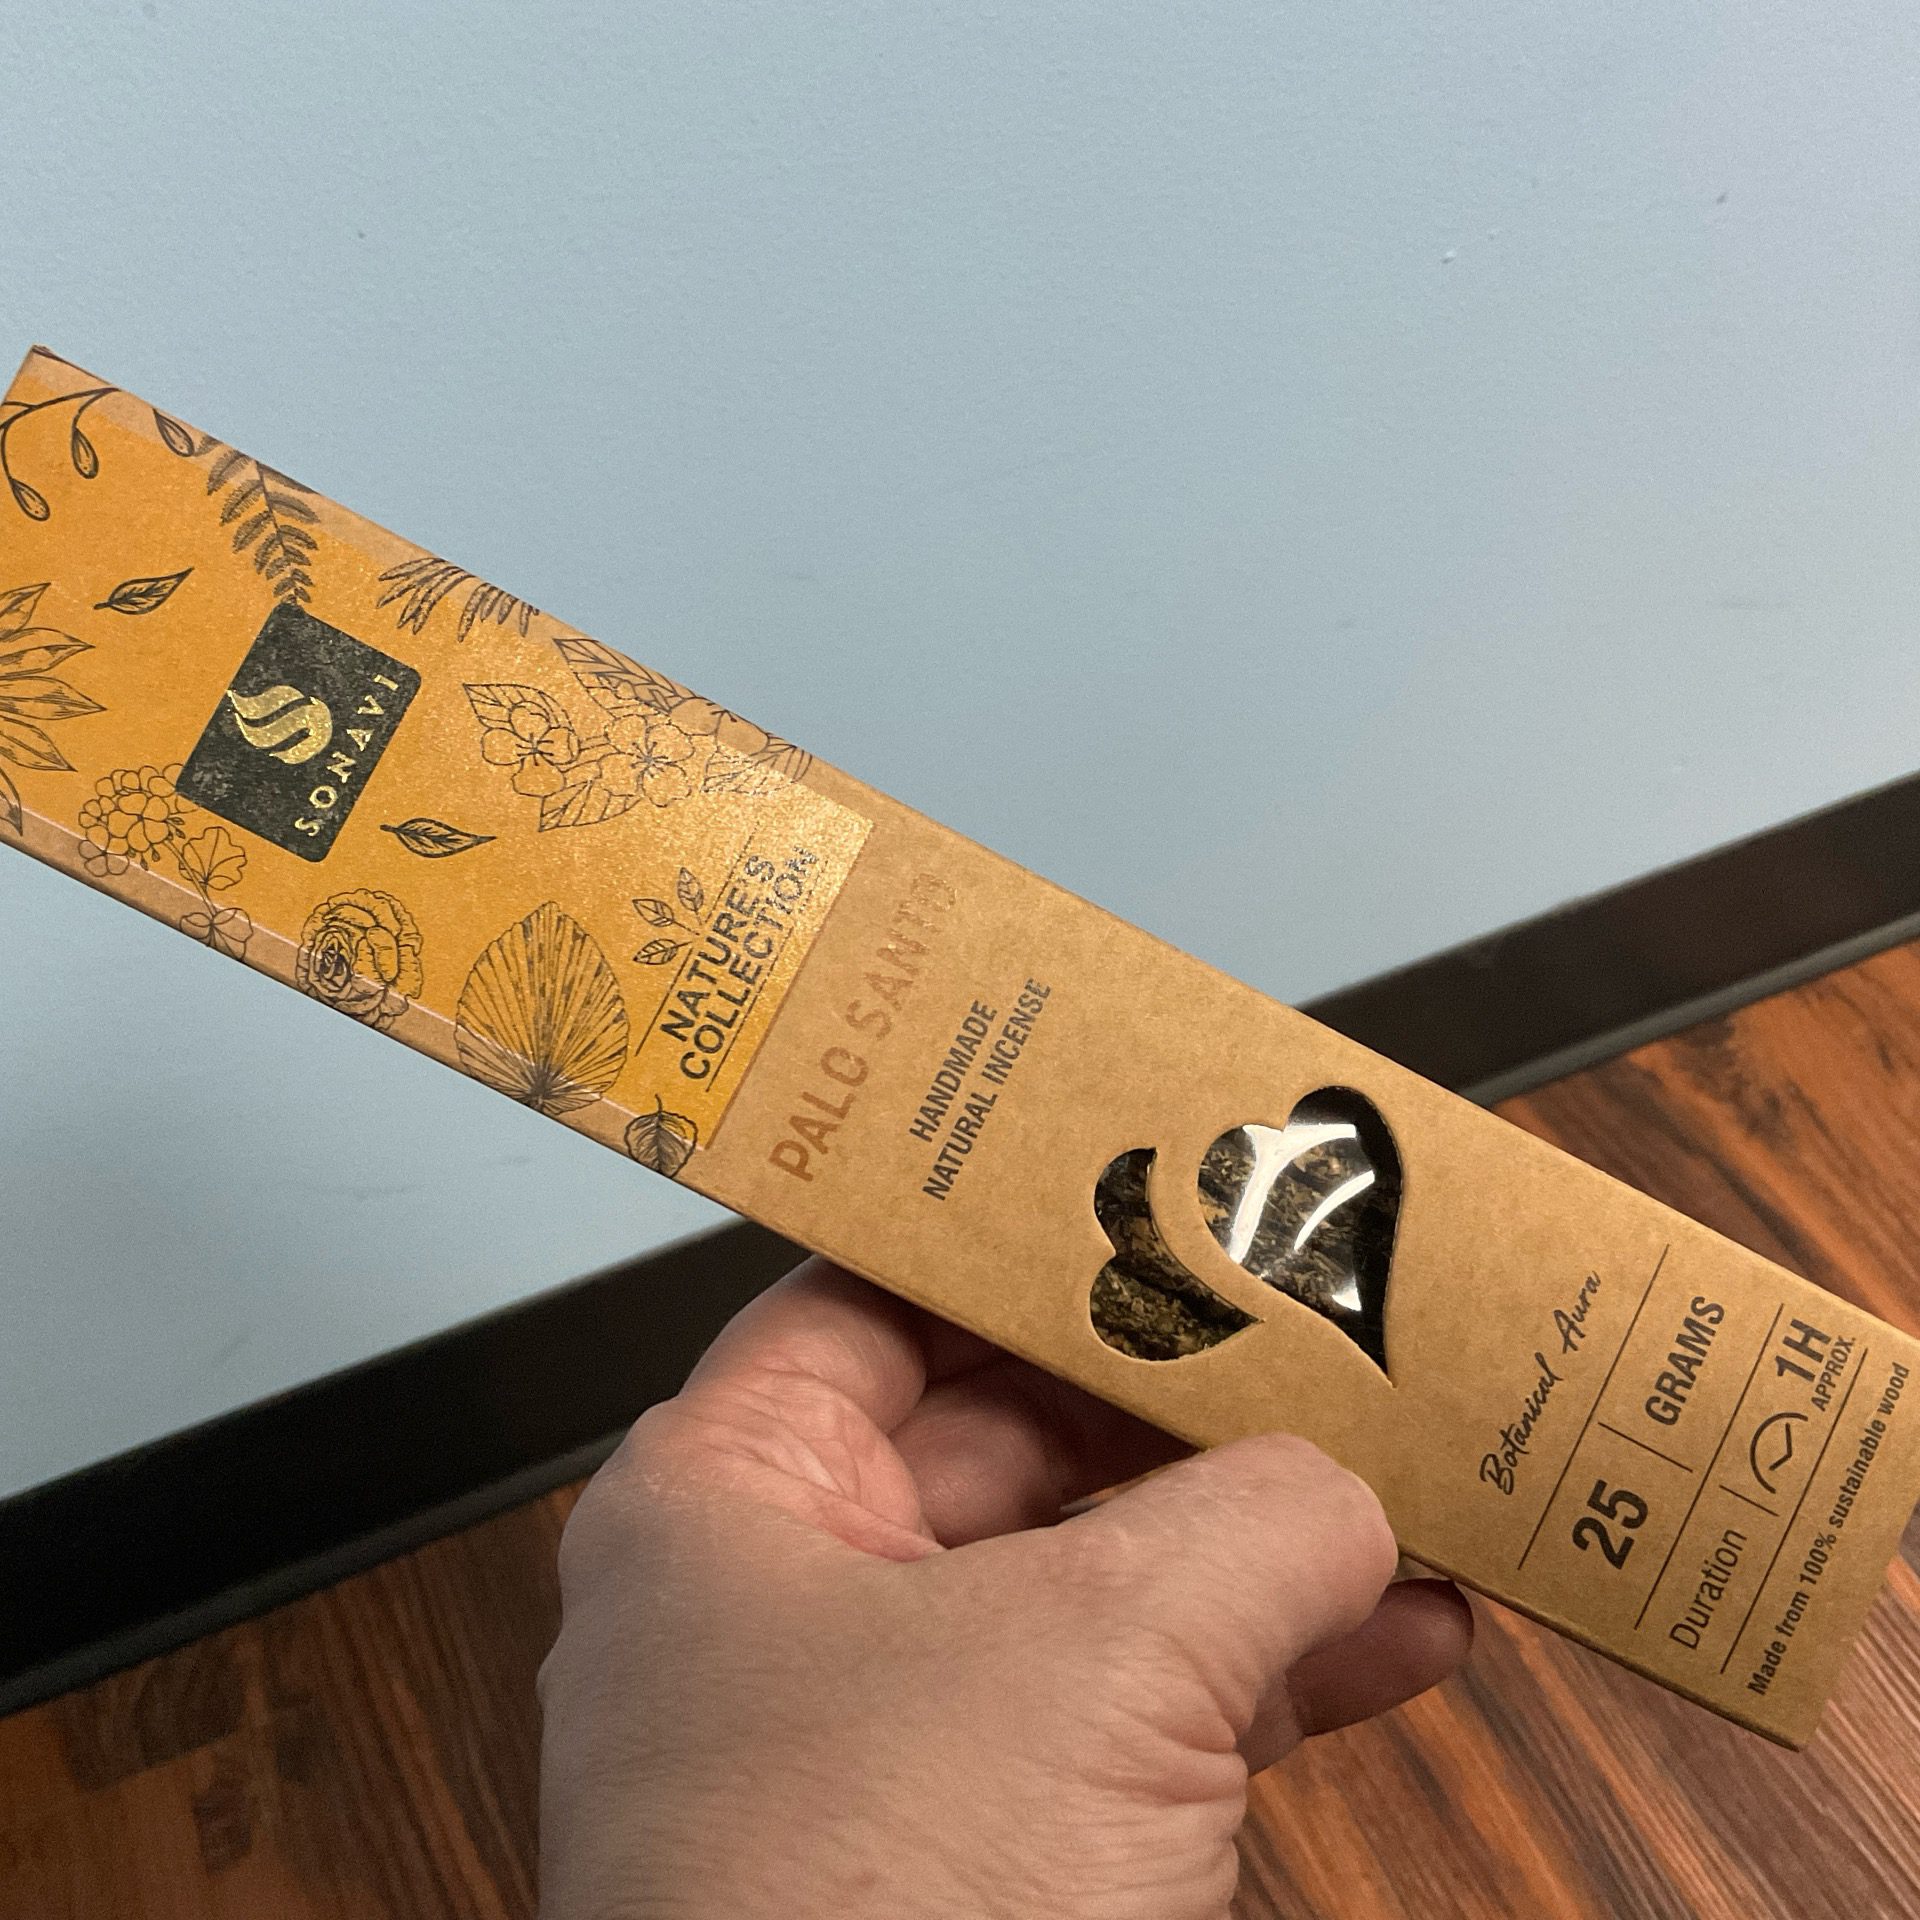 SONAVI
NATURE'S
COLLECTION
PALO SANTO
HANDMADE
NATURAL INCENSE
Botanical Aura
25 GRAMS
Duration 1H
APPROX.
Made from 100% sustainable wood